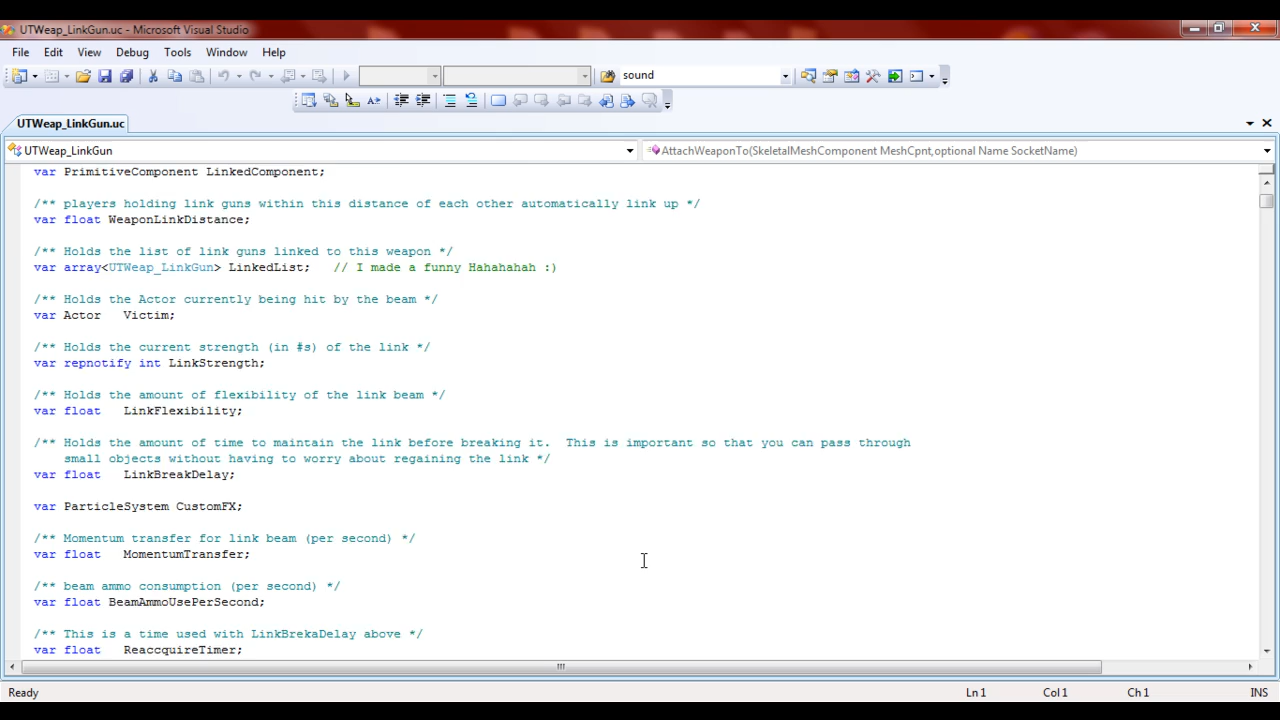 UTWeap_LinkGun.uc - Microsoft Visual Studio
File Edit View Debug Tools Window Help
sound
UTWeap_LinkGun.uc
UTWeap_LinkGun AttachWeaponTo(SkeletalMeshComponent MeshCpnt,optional Name SocketName)
var PrimitiveComponent LinkedComponent;
/** players holding link guns within this distance of each other automatically link up */
var float WeaponLinkDistance;
/** Holds the list of link guns linked to this weapon */
var array<UTWeap_LinkGun> LinkedList; // I made a funny Hahahahah :)
/** Holds the Actor currently being hit by the beam */
var Actor Victim;
/** Holds the current strength (in #s) of the link */
var repnotify int LinkStrength;
/** Holds the amount of flexibility of the link beam */
var float LinkFlexibility;
/** Holds the amount of time to maintain the link before breaking it. This is important so that you can pass through
small objects without having to worry about regaining the link */
var float LinkBreakDelay;
var ParticleSystem CustomFX;
/** Momentum transfer for link beam (per second) */
var float MomentumTransfer;
/** beam ammo consumption (per second) */
var float BeamAmmoUsePerSecond;
/** This is a time used with LinkBrekaDelay above */
var float ReaccquireTimer;
Ready Ln 1 Col 1 Ch 1 INS